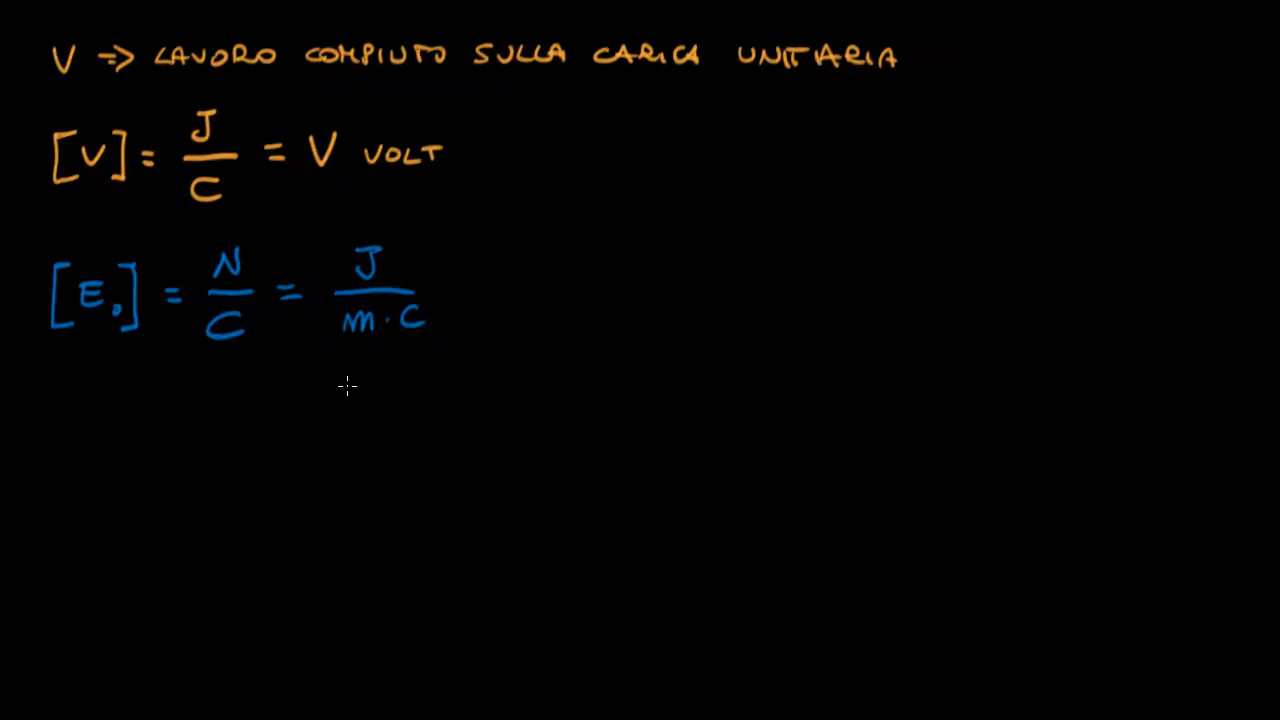 V => LAVORO COMPIUTO SULLA CARICA UNITARIA
[V] = J/C = V VOLT
[E₀] = N/C = J/m·C